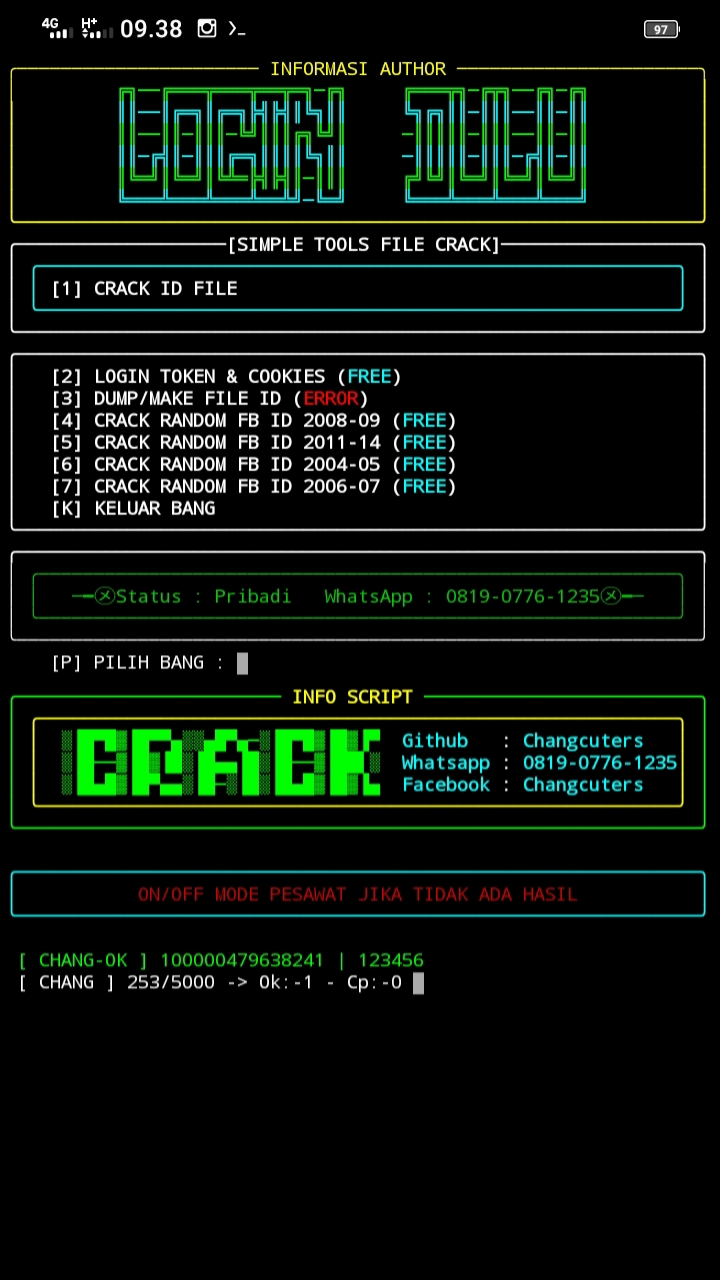 4G H+ 09.38 97
INFORMASI AUTHOR
LOGIN DULU
[SIMPLE TOOLS FILE CRACK]
[1] CRACK ID FILE
[2] LOGIN TOKEN & COOKIES (FREE)
[3] DUMP/MAKE FILE ID (ERROR)
[4] CRACK RANDOM FB ID 2008-09 (FREE)
[5] CRACK RANDOM FB ID 2011-14 (FREE)
[6] CRACK RANDOM FB ID 2004-05 (FREE)
[7] CRACK RANDOM FB ID 2006-07 (FREE)
[K] KELUAR BANG
Status : Pribadi WhatsApp : 0819-0776-1235
[P] PILIH BANG :
INFO SCRIPT
CRACK
Github : Changcuters
Whatsapp : 0819-0776-1235
Facebook : Changcuters
ON/OFF MODE PESAWAT JIKA TIDAK ADA HASIL
[ CHANG-OK ] 100000479638241 | 123456
[ CHANG ] 253/5000 -> Ok:-1 - Cp:-0